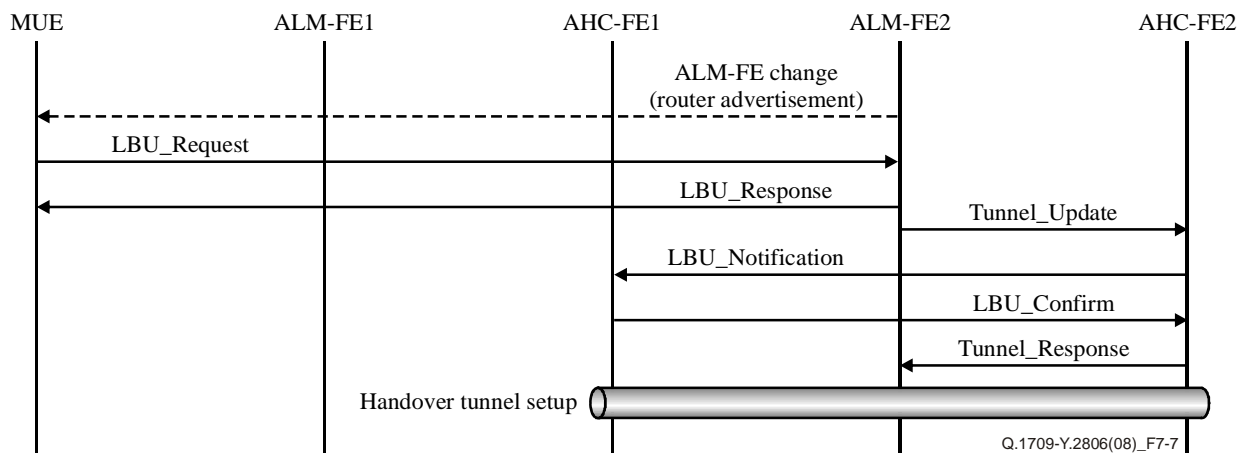 MUE ALM-FE1 AHC-FE1 ALM-FE2 AHC-FE2
ALM-FE change
(router advertisement)
LBU_Request
LBU_Response
Tunnel_Update
LBU_Notification
LBU_Confirm
Tunnel_Response
Handover tunnel setup
Q.1709-Y.2806(08)_F7-7